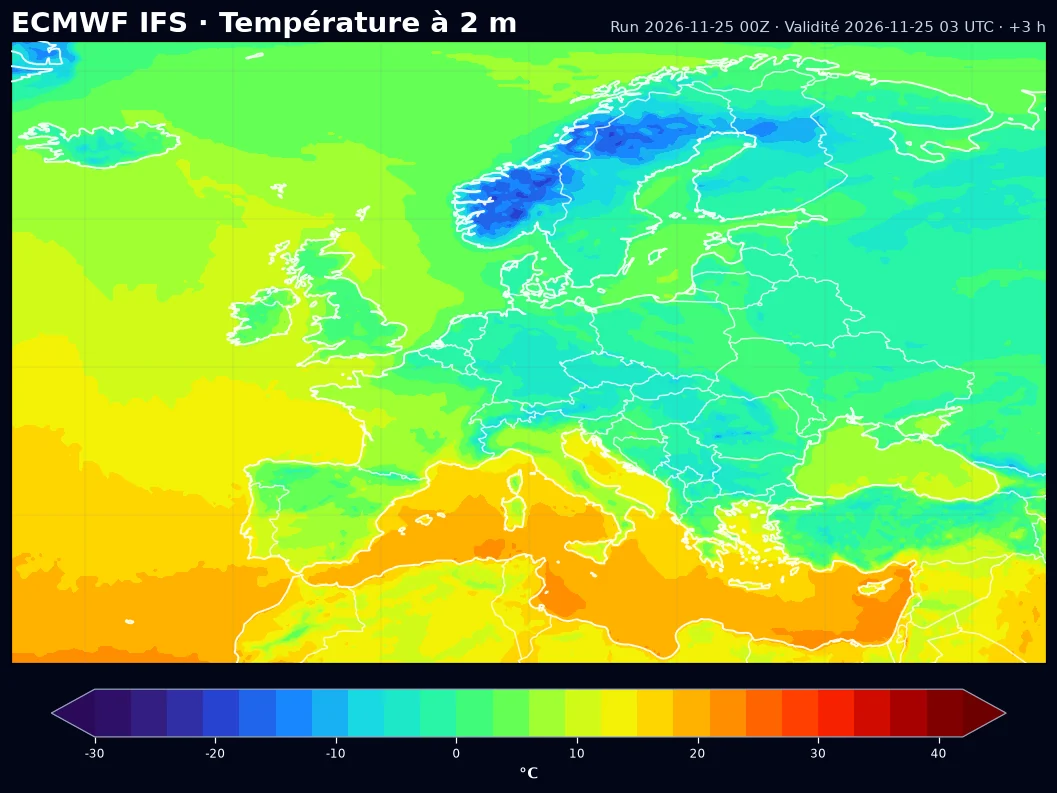 ECMWF IFS · Température à 2 m
Run 2026-11-25 00Z · Validité 2026-11-25 03 UTC · +3 h
-30 -20 -10 0 10 20 30 40
°C